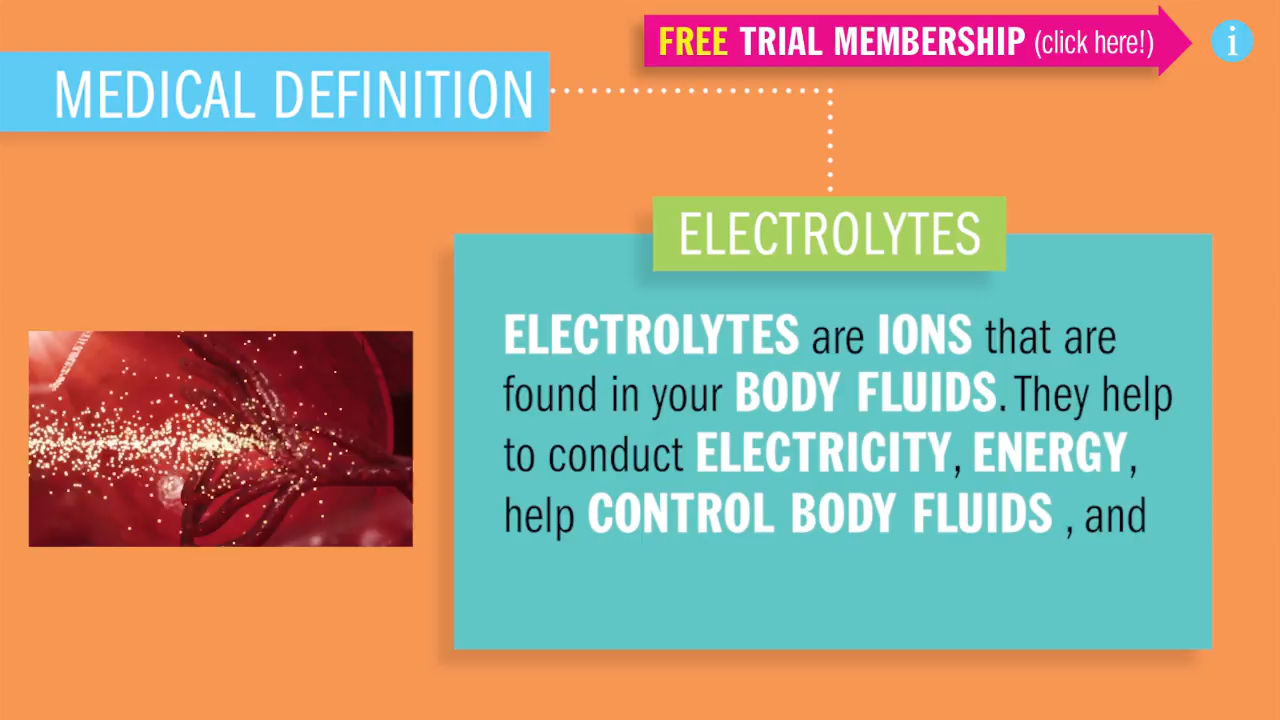 FREE TRIAL MEMBERSHIP (click here!)
i
MEDICAL DEFINITION
ELECTROLYTES
ELECTROLYTES are IONS that are
found in your BODY FLUIDS. They help
to conduct ELECTRICITY, ENERGY,
help CONTROL BODY FLUIDS , and